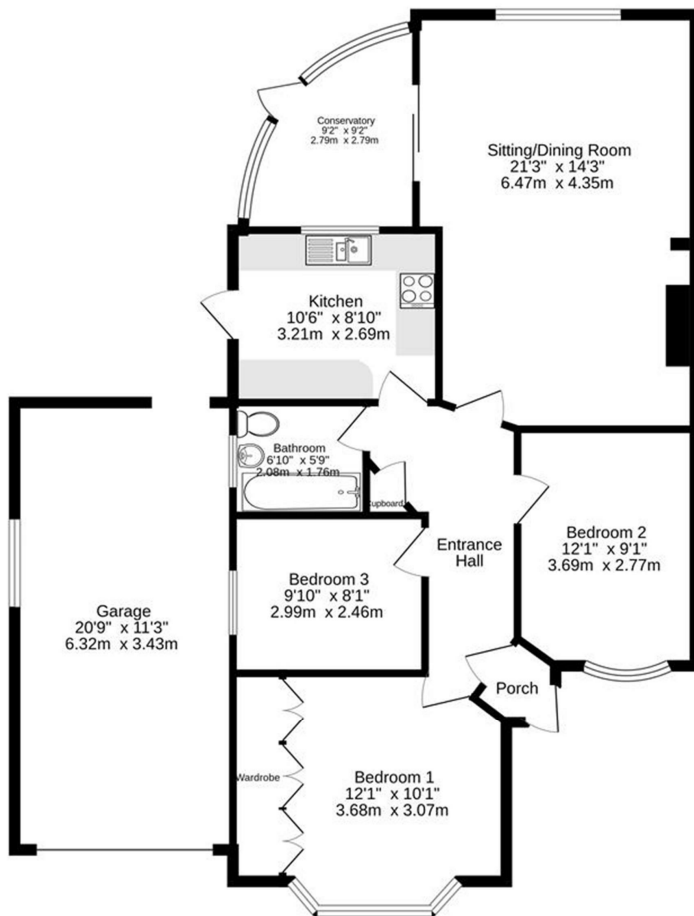 Conservatory
9'2" x 9'2"
2.79m x 2.79m
Sitting/Dining Room
21'3" x 14'3"
6.47m x 4.35m
Kitchen
10'6" x 8'10"
3.21m x 2.69m
Bathroom
6'10" x 5'9"
2.08m x 1.76m
Cupboard
Bedroom 2
12'1" x 9'1"
3.69m x 2.77m
Entrance
Hall
Bedroom 3
9'10" x 8'1"
2.99m x 2.46m
Garage
20'9" x 11'3"
6.32m x 3.43m
Porch
Wardrobe
Bedroom 1
12'1" x 10'1"
3.68m x 3.07m